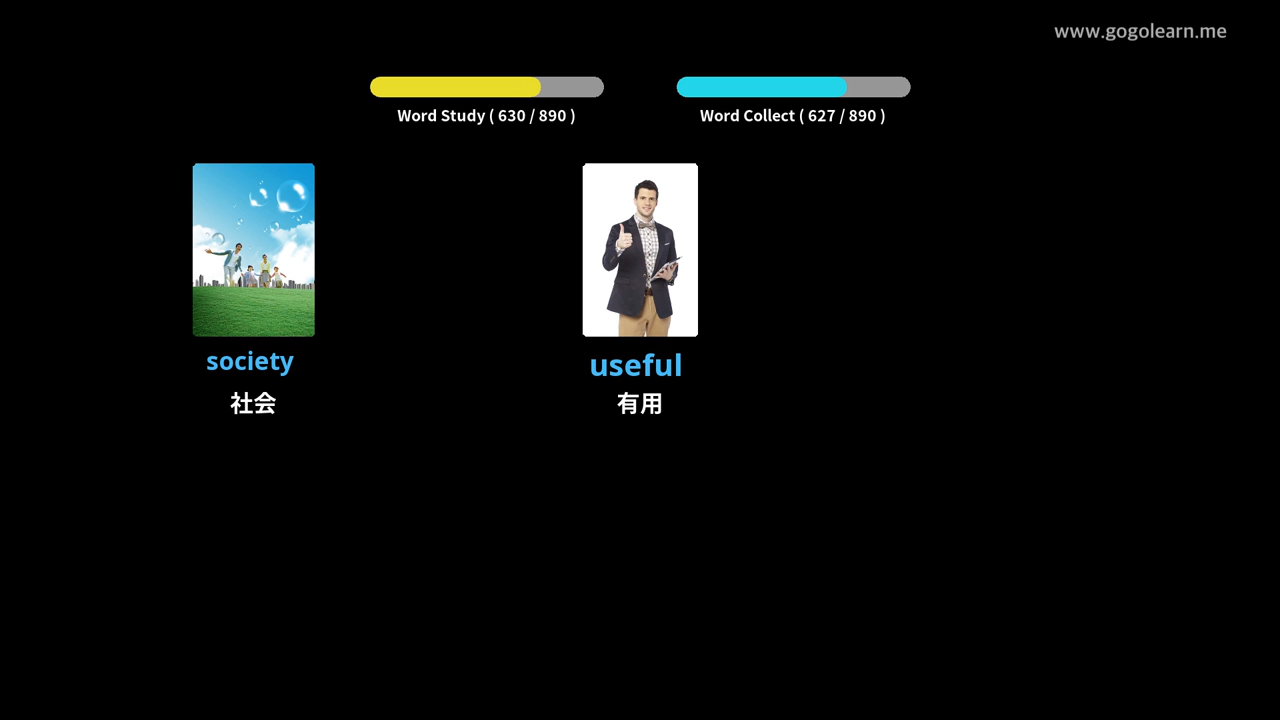 www.gogolearn.me
Word Study ( 630 / 890 )
Word Collect ( 627 / 890 )
society
社会
useful
有用